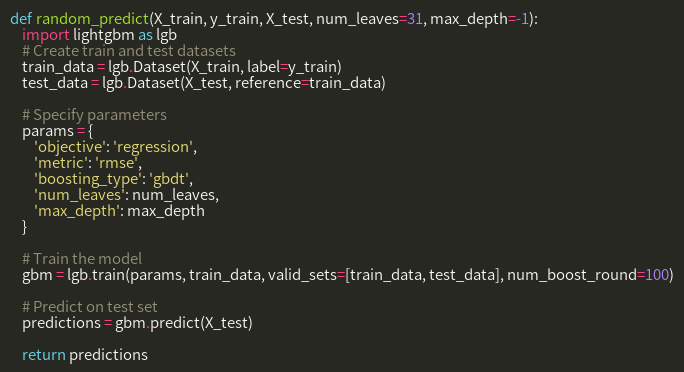 def random_predict(X_train, y_train, X_test, num_leaves=31, max_depth=-1):
import lightgbm as lgb
# Create train and test datasets
train_data = lgb.Dataset(X_train, label=y_train)
test_data = lgb.Dataset(X_test, reference=train_data)
# Specify parameters
params = {
'objective': 'regression',
'metric': 'rmse',
'boosting_type': 'gbdt',
'num_leaves': num_leaves,
'max_depth': max_depth
}
# Train the model
gbm = lgb.train(params, train_data, valid_sets=[train_data, test_data], num_boost_round=100)
# Predict on test set
predictions = gbm.predict(X_test)
return predictions